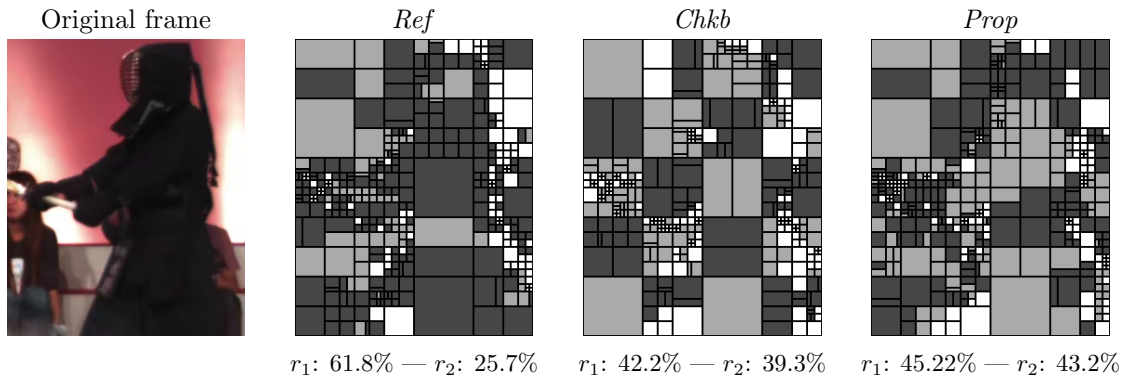 Original frame
Ref
Chkb
Prop
r₁: 61.8% — r₂: 25.7%
r₁: 42.2% — r₂: 39.3%
r₁: 45.22% — r₂: 43.2%